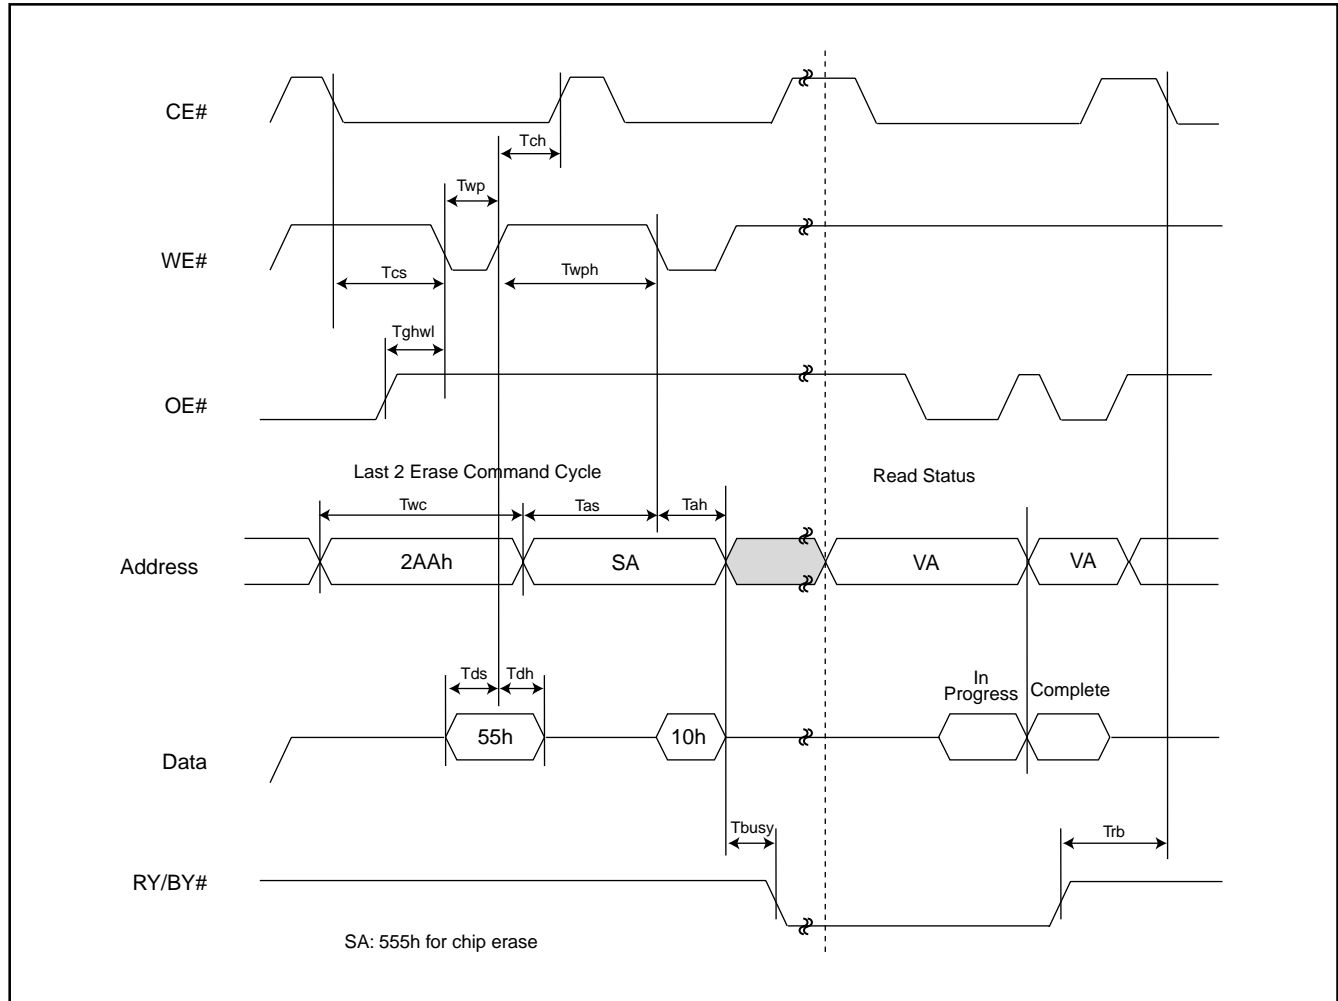 CE#
Tch
Twp
WE#
Tcs
Twph
Tghwl
OE#
Last 2 Erase Command Cycle
Read Status
Twc
Tas
Tah
Address
2AAh
SA
VA
VA
Tds
Tdh
In
Progress
Complete
55h
10h
Data
Tbusy
Trb
RY/BY#
SA: 555h for chip erase